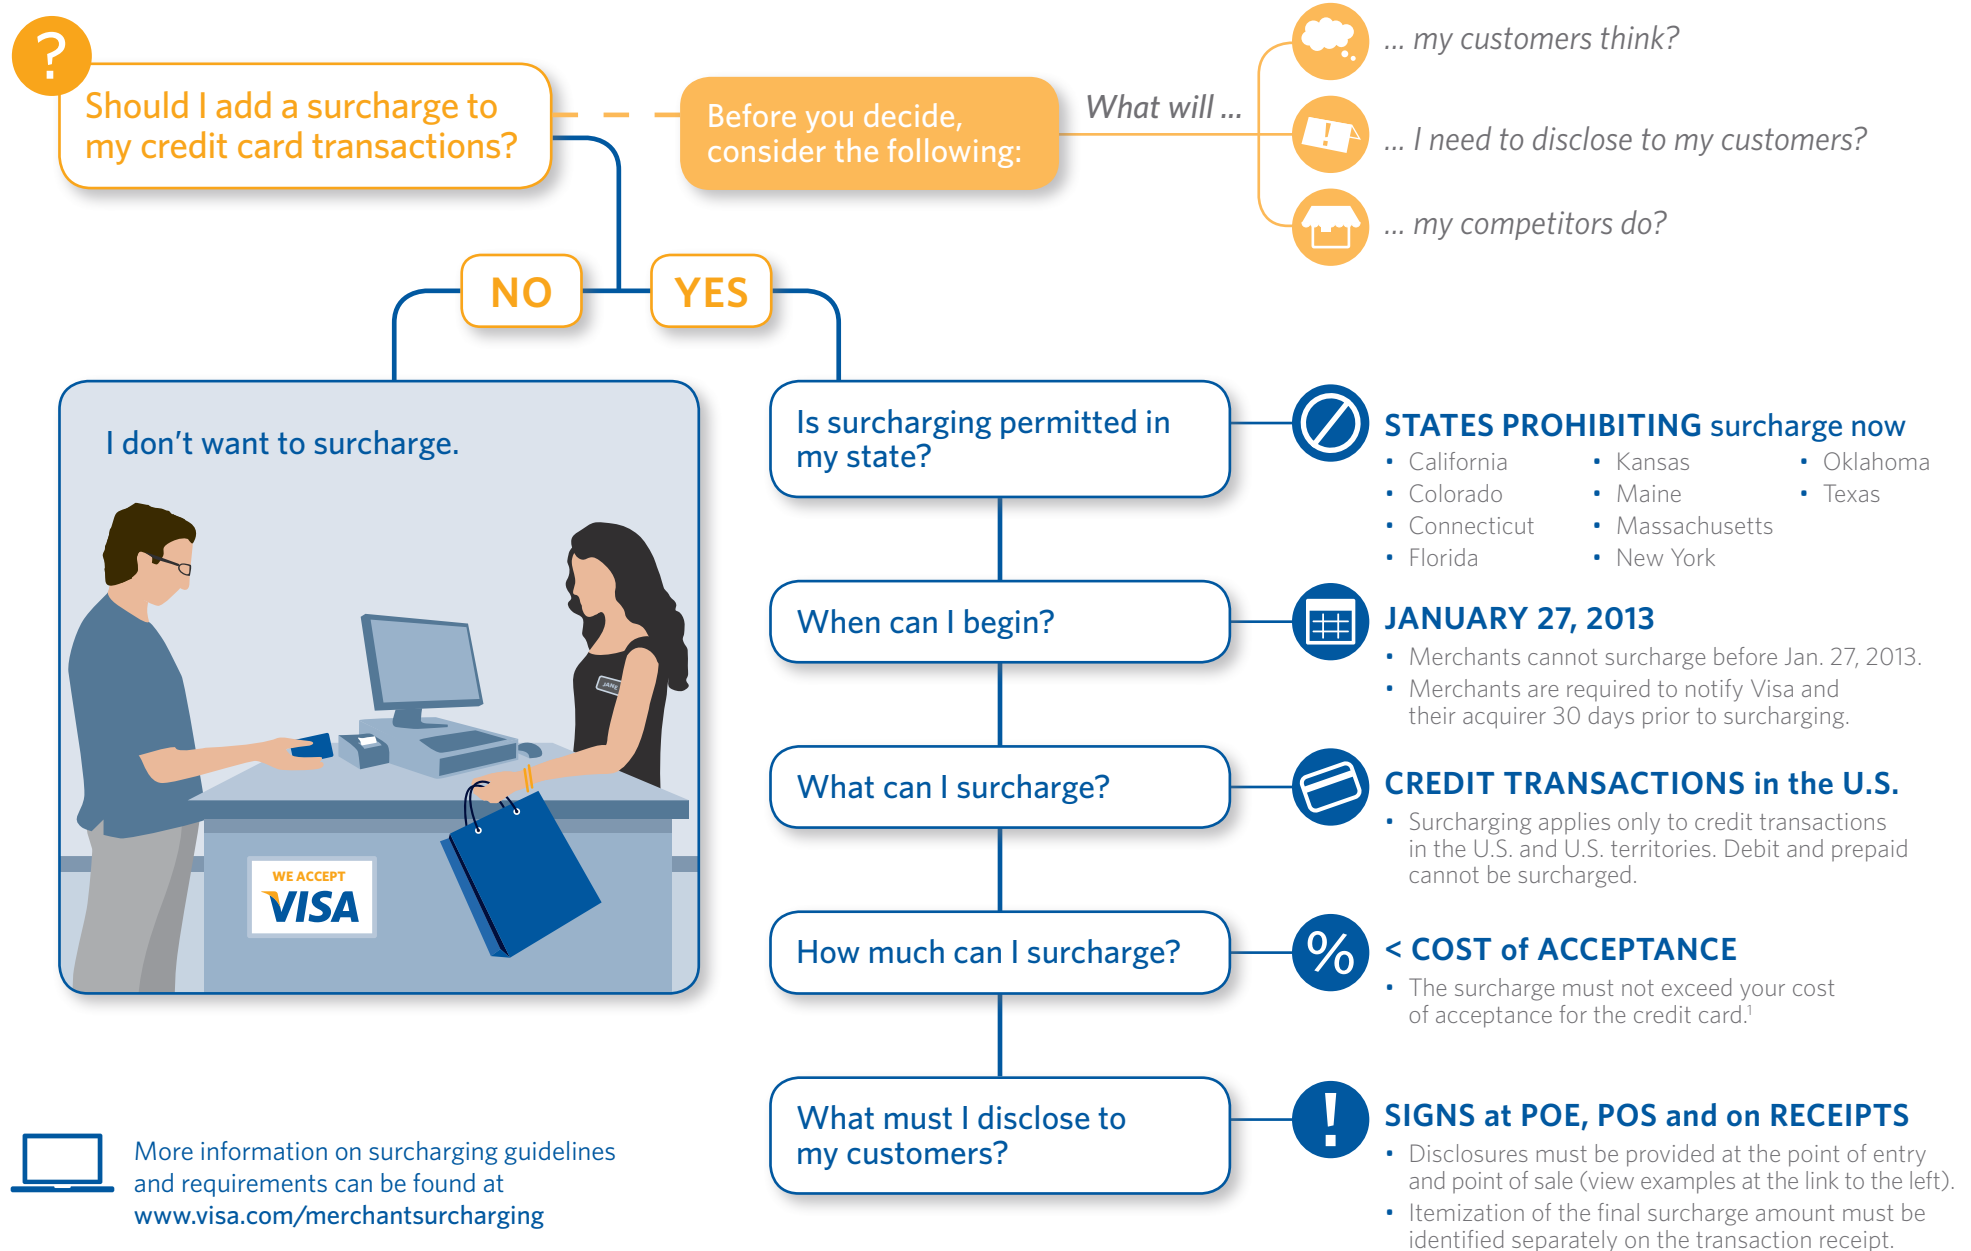 ?
Should I add a surcharge to
my credit card transactions?
Before you decide,
consider the following:
What will ...
... my customers think?
!
... I need to disclose to my customers?
... my competitors do?
NO
YES
I don't want to surcharge.
JANE
WE ACCEPT
VISA
Is surcharging permitted in
my state?
STATES PROHIBITING surcharge now
• California
• Colorado
• Connecticut
• Florida
• Kansas
• Maine
• Massachusetts
• New York
• Oklahoma
• Texas
When can I begin?
JANUARY 27, 2013
• Merchants cannot surcharge before Jan. 27, 2013.
• Merchants are required to notify Visa and
their acquirer 30 days prior to surcharging.
What can I surcharge?
CREDIT TRANSACTIONS in the U.S.
• Surcharging applies only to credit transactions
in the U.S. and U.S. territories. Debit and prepaid
cannot be surcharged.
How much can I surcharge?
%
< COST of ACCEPTANCE
• The surcharge must not exceed your cost
of acceptance for the credit card.¹
What must I disclose to
my customers?
!
SIGNS at POE, POS and on RECEIPTS
• Disclosures must be provided at the point of entry
and point of sale (view examples at the link to the left).
• Itemization of the final surcharge amount must be
identified separately on the transaction receipt.
More information on surcharging guidelines
and requirements can be found at
www.visa.com/merchantsurcharging